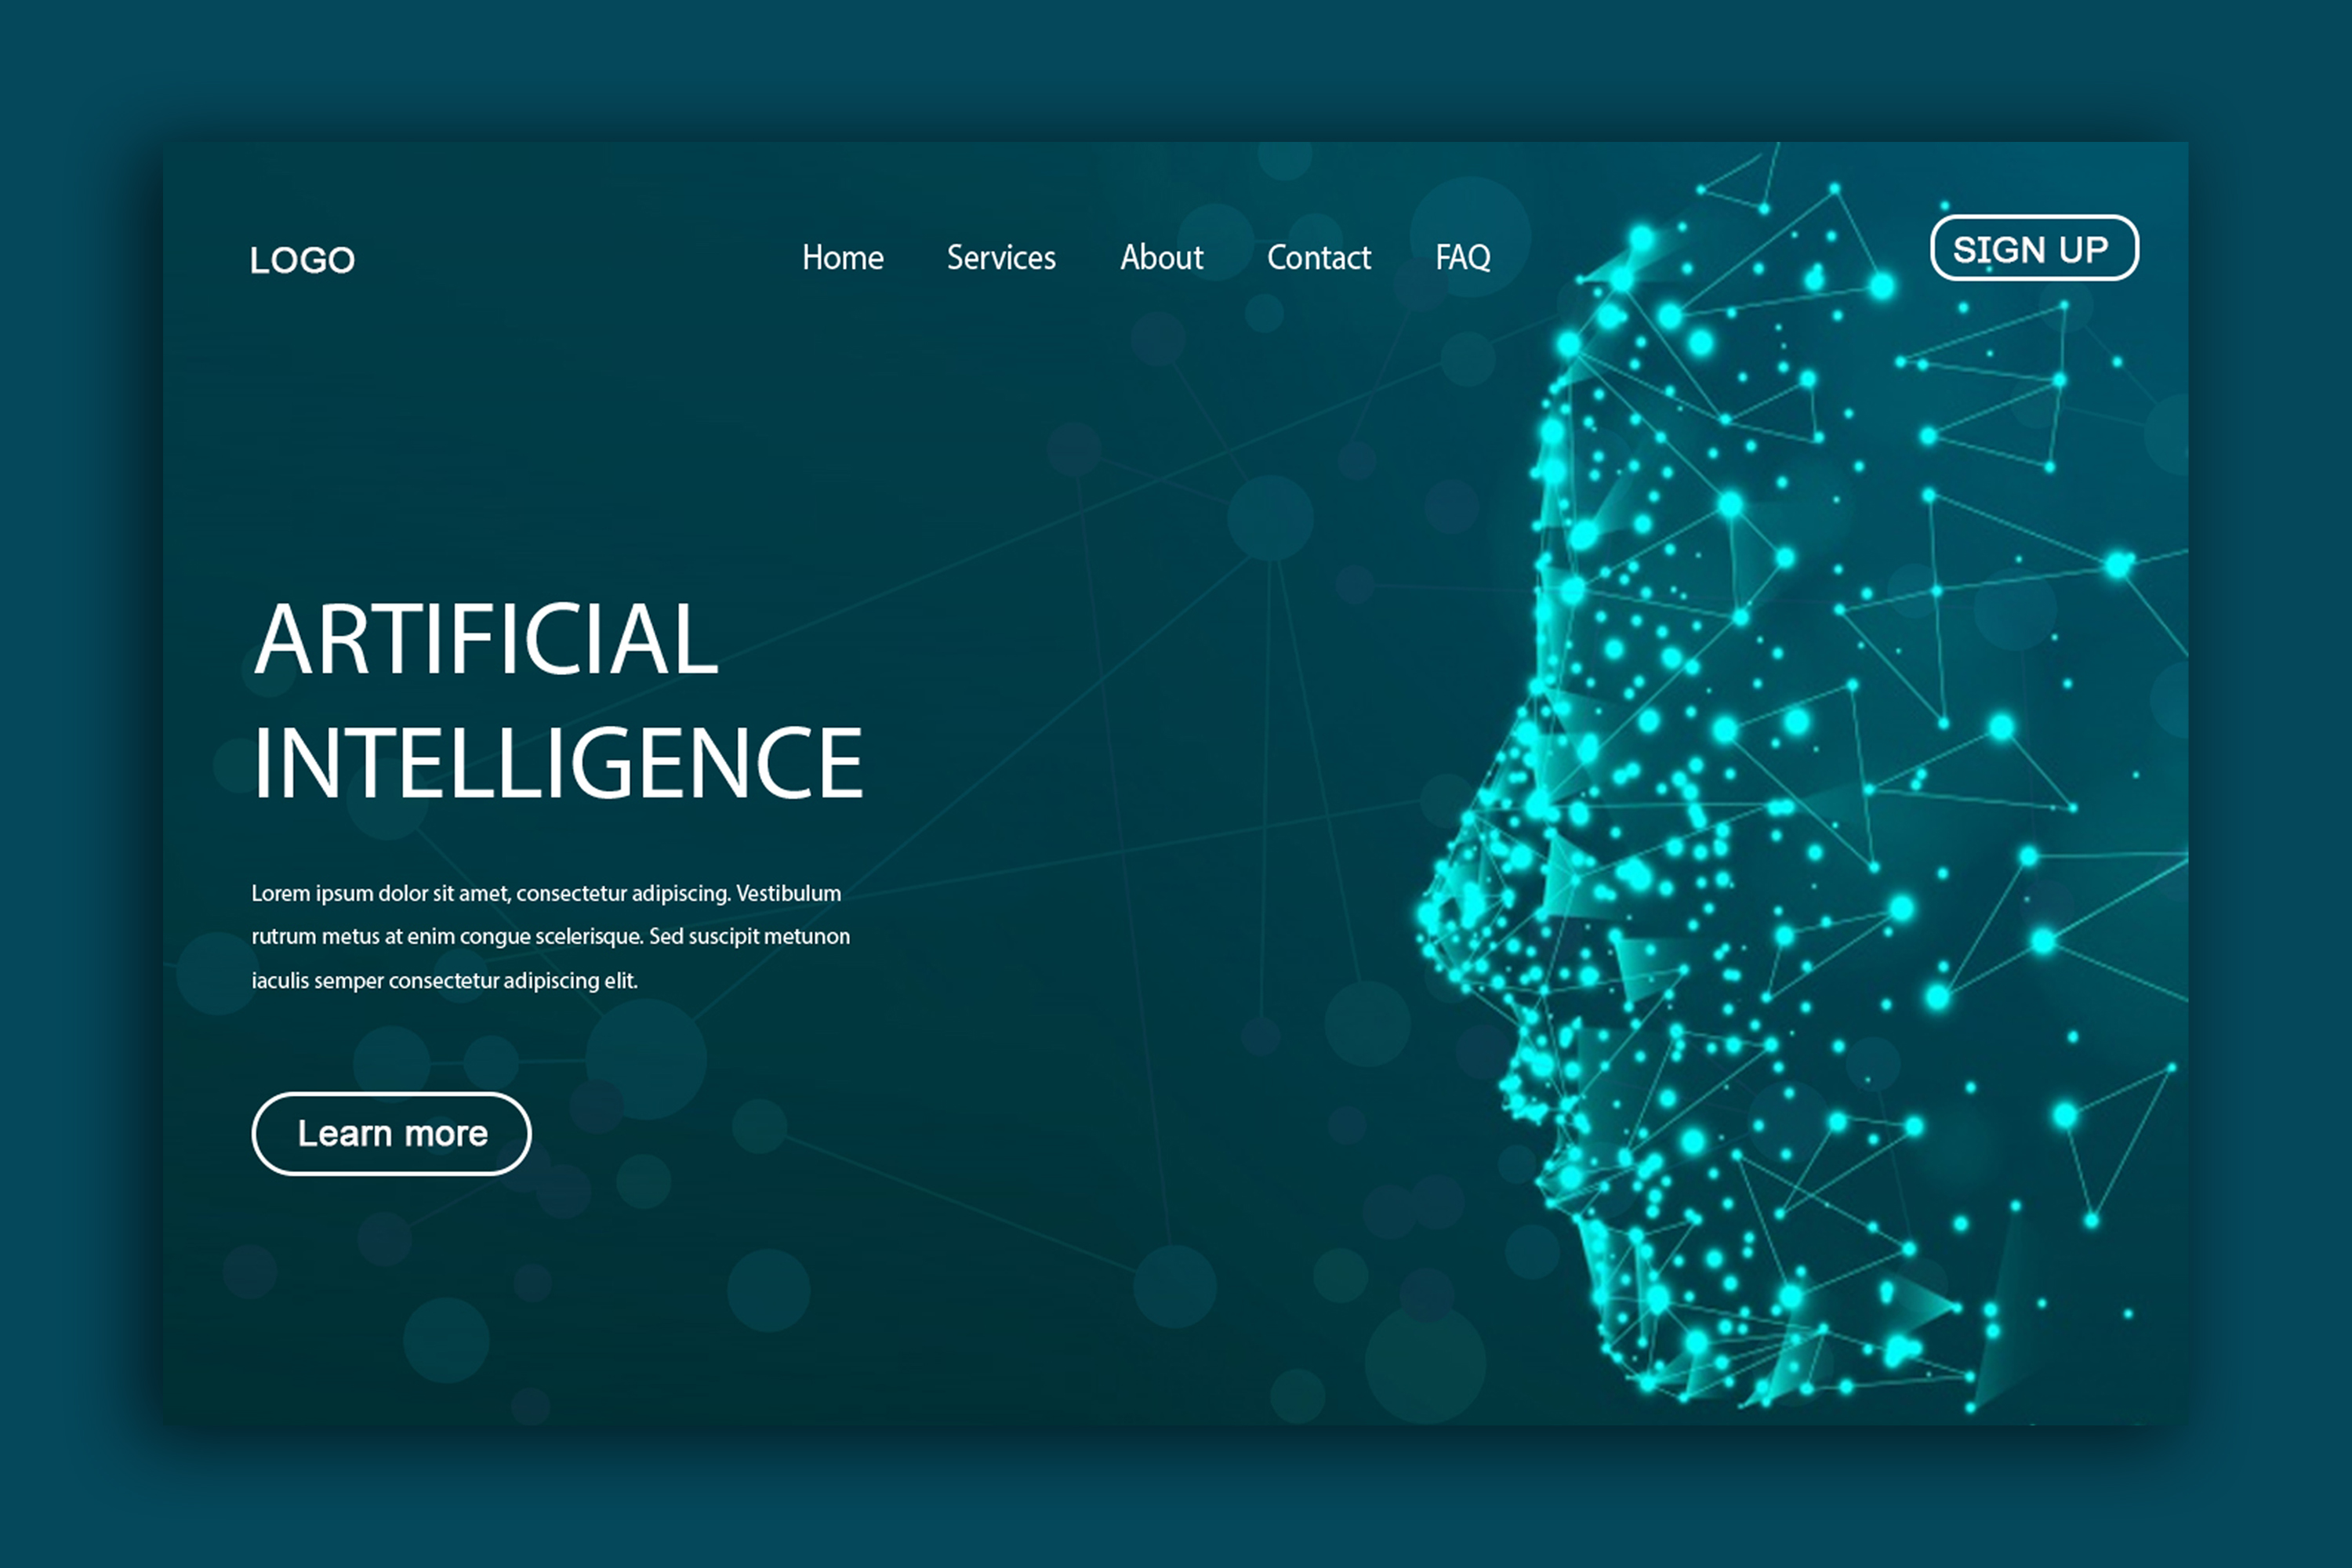 LOGO
Home Services About Contact FAQ
SIGN UP
ARTIFICIAL
INTELLIGENCE
Lorem ipsum dolor sit amet, consectetur adipiscing. Vestibulum
rutrum metus at enim congue scelerisque. Sed suscipit metunon
iaculis semper consectetur adipiscing elit.
Learn more